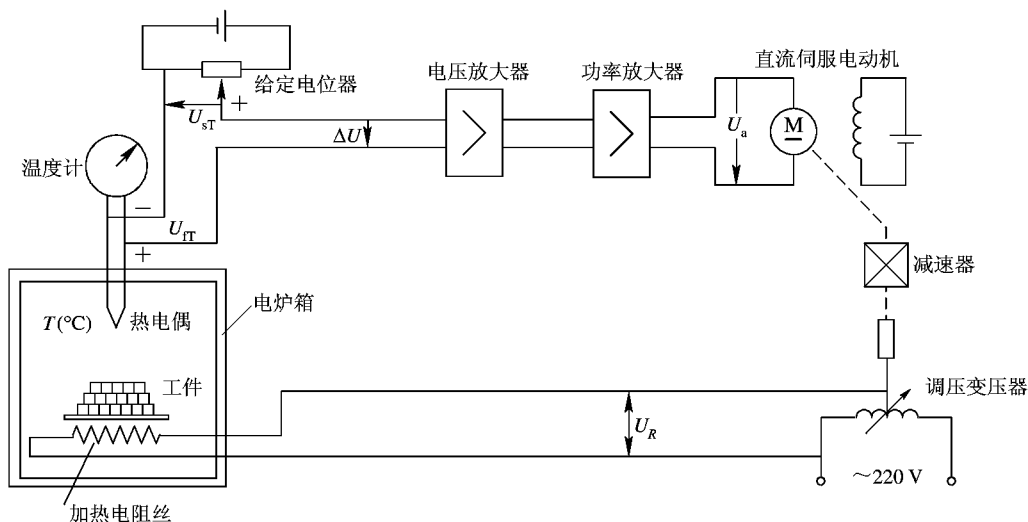 给定电位器
+
U_sT
ΔU
电压放大器
功率放大器
直流伺服电动机
U_a
M
温度计
−
U_fT
+
减速器
电炉箱
T(°C)
热电偶
工件
调压变压器
U_R
~220 V
加热电阻丝